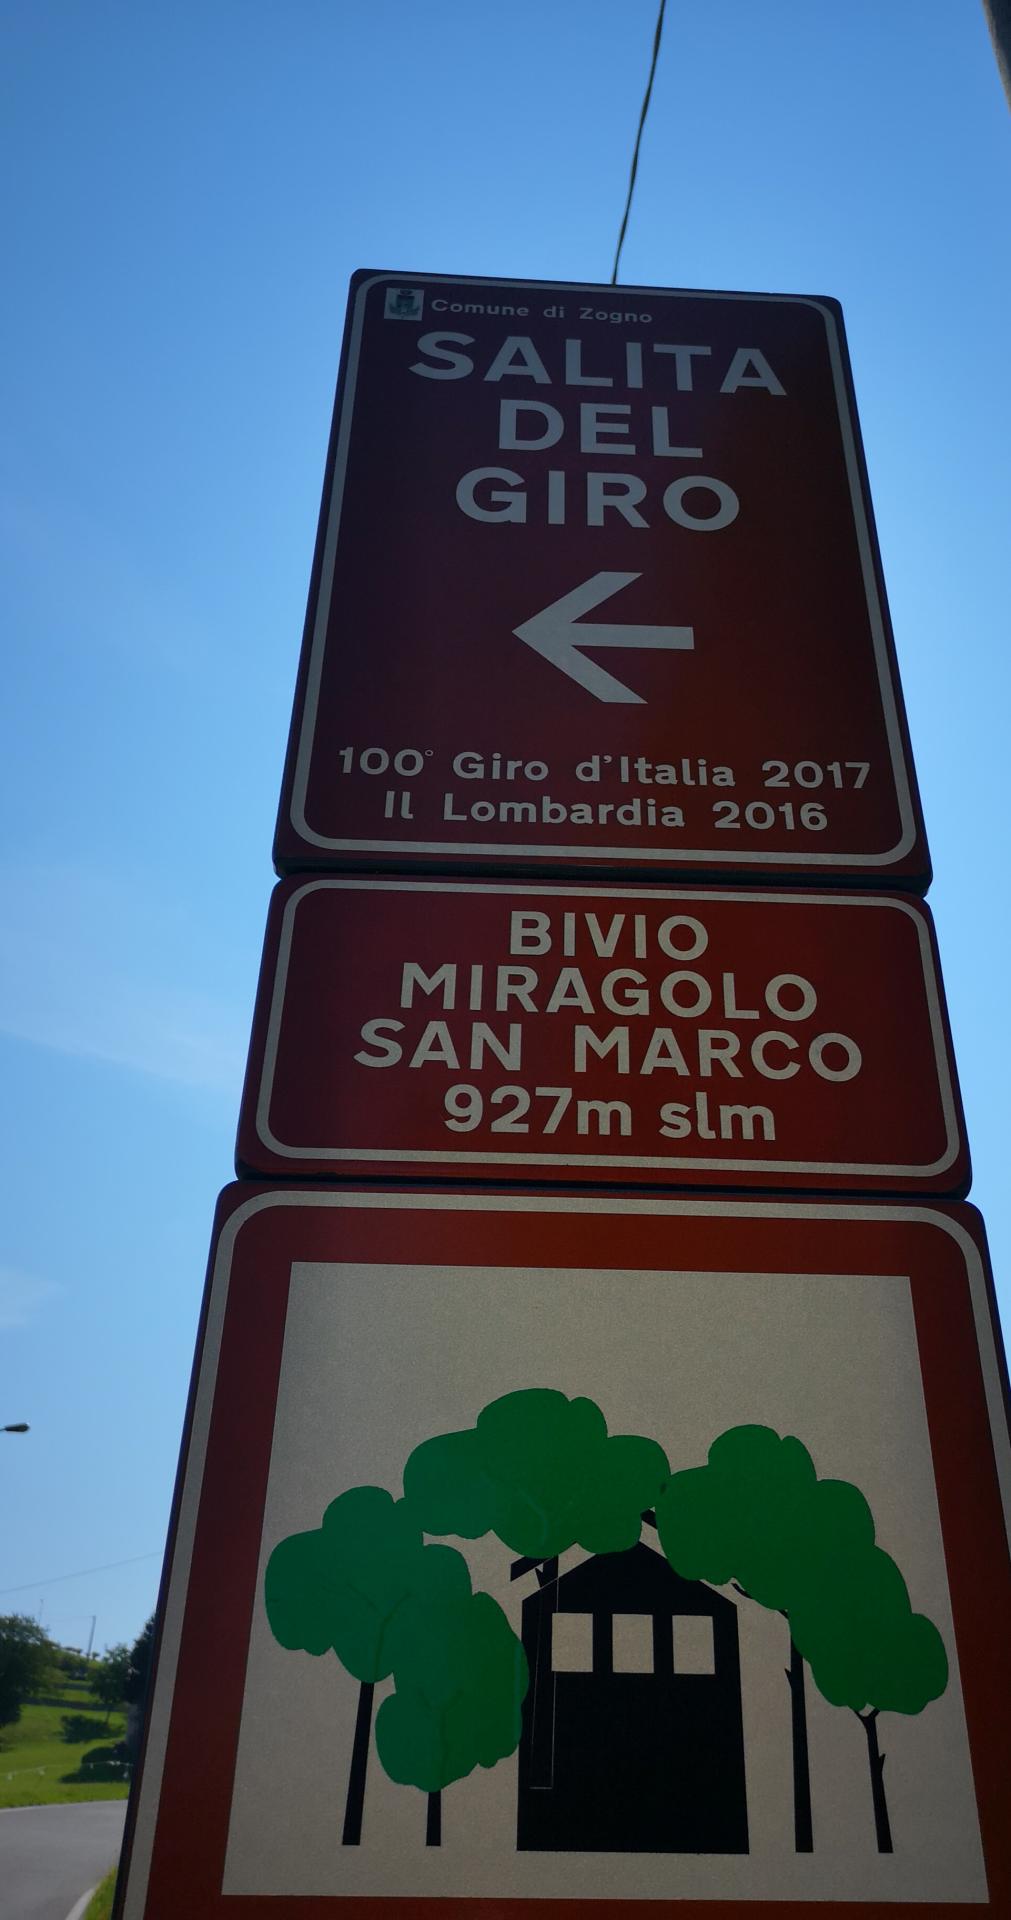 Comune di Zogno
SALITA
DEL
GIRO
100° Giro d'Italia 2017
Il Lombardia 2016
BIVIO
MIRAGOLO
SAN MARCO
927m slm